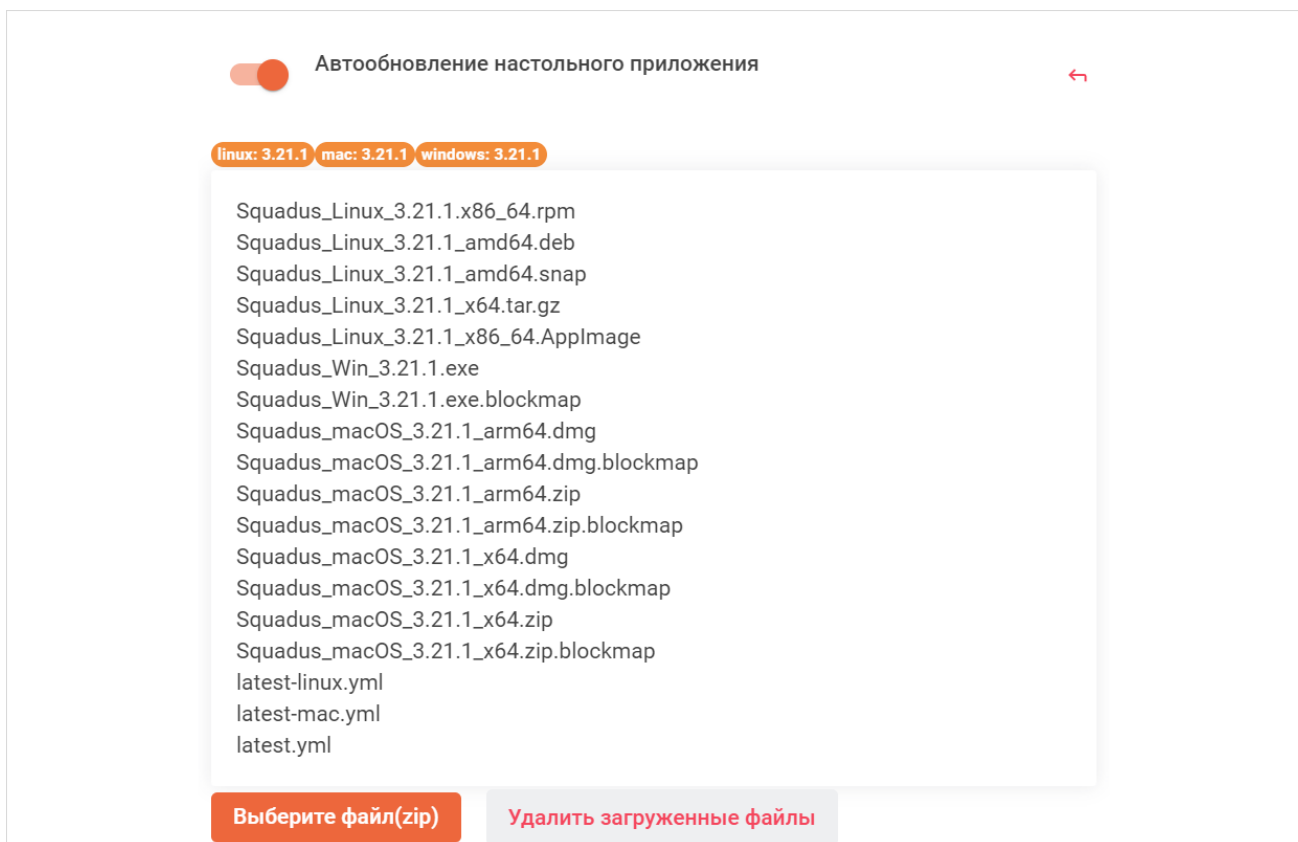 Автообновление настольного приложения
linux: 3.21.1 mac: 3.21.1 windows: 3.21.1
Squadus_Linux_3.21.1.x86_64.rpm
Squadus_Linux_3.21.1_amd64.deb
Squadus_Linux_3.21.1_amd64.snap
Squadus_Linux_3.21.1_x64.tar.gz
Squadus_Linux_3.21.1_x86_64.AppImage
Squadus_Win_3.21.1.exe
Squadus_Win_3.21.1.exe.blockmap
Squadus_macOS_3.21.1_arm64.dmg
Squadus_macOS_3.21.1_arm64.dmg.blockmap
Squadus_macOS_3.21.1_arm64.zip
Squadus_macOS_3.21.1_arm64.zip.blockmap
Squadus_macOS_3.21.1_x64.dmg
Squadus_macOS_3.21.1_x64.dmg.blockmap
Squadus_macOS_3.21.1_x64.zip
Squadus_macOS_3.21.1_x64.zip.blockmap
latest-linux.yml
latest-mac.yml
latest.yml
Выберите файл(zip) Удалить загруженные файлы